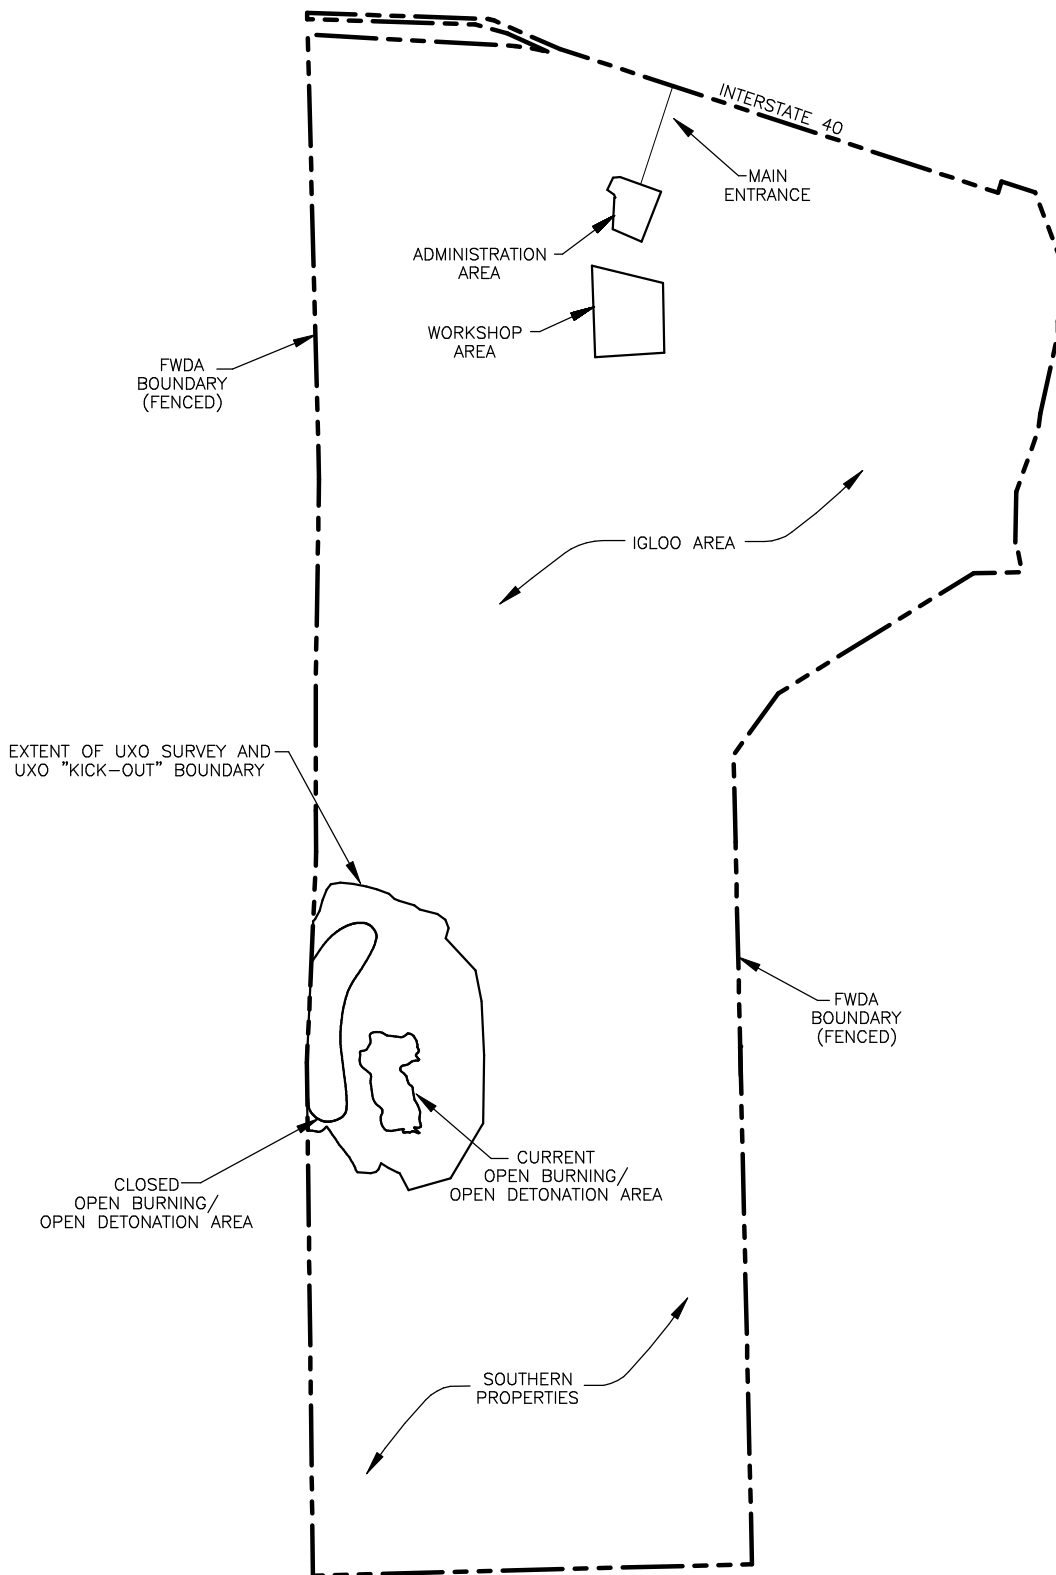 INTERSTATE 40
MAIN
ENTRANCE
ADMINISTRATION
AREA
WORKSHOP
AREA
FWDA
BOUNDARY
(FENCED)
IGLOO AREA
EXTENT OF UXO SURVEY AND
UXO "KICK-OUT" BOUNDARY
FWDA
BOUNDARY
(FENCED)
CURRENT
OPEN BURNING/
OPEN DETONATION AREA
CLOSED
OPEN BURNING/
OPEN DETONATION AREA
SOUTHERN
PROPERTIES